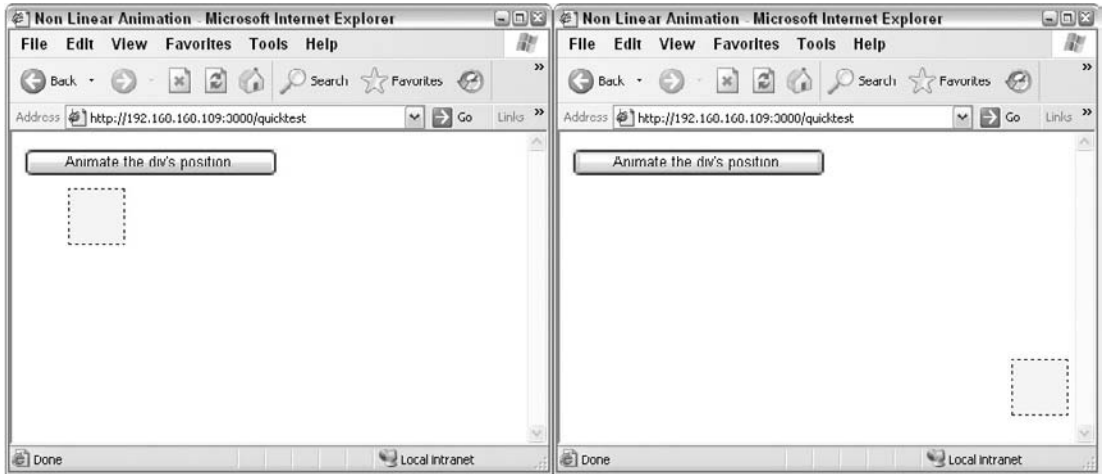 Non Linear Animation - Microsoft Internet Explorer
File Edit View Favorites Tools Help
Back Search Favorites »
Address http://192.160.160.109:3000/quicktest Go Links »
Animate the div's position
Done Local intranet
Non Linear Animation - Microsoft Internet Explorer
File Edit View Favorites Tools Help
Back Search Favorites »
Address http://192.160.160.109:3000/quicktest Go Links »
Animate the div's position
Done Local intranet